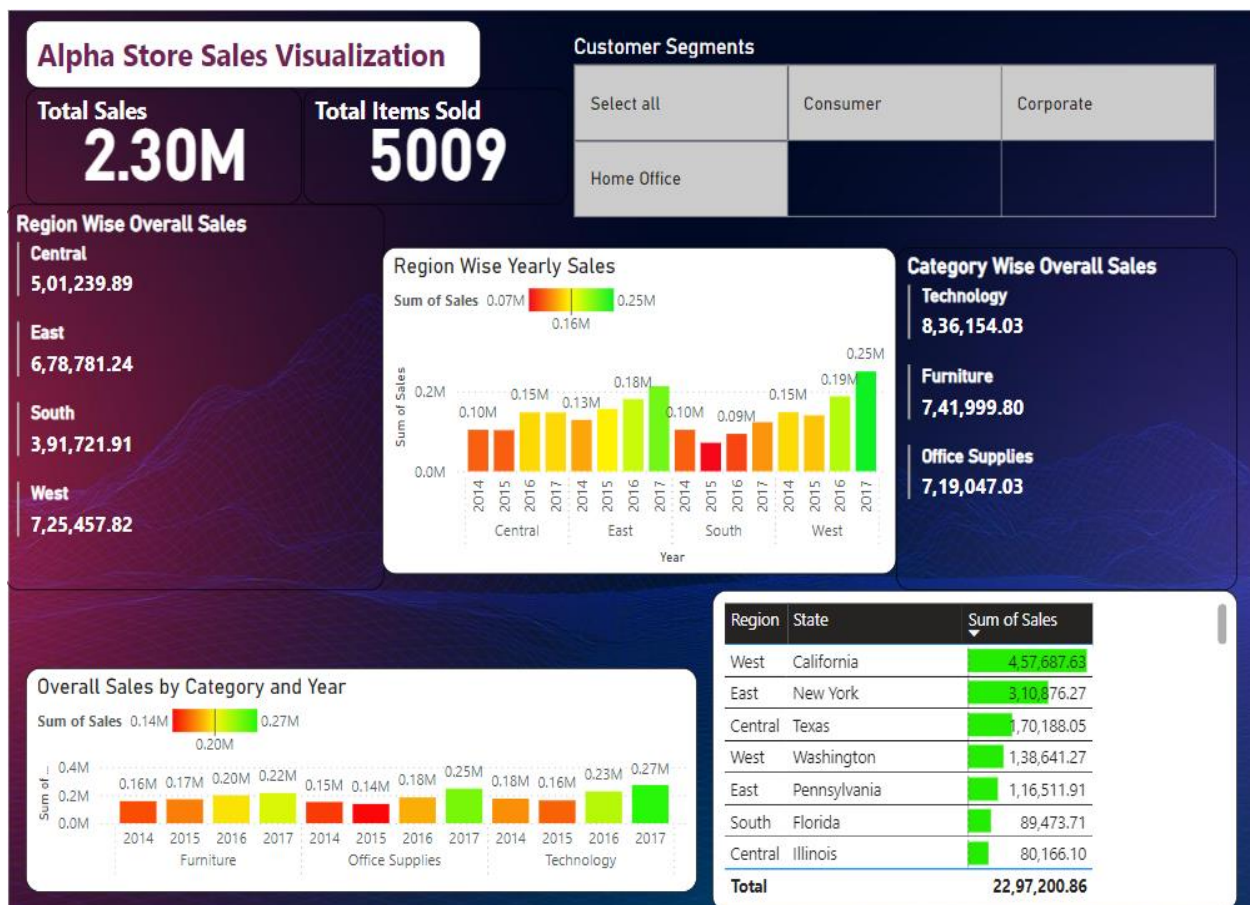 Alpha Store Sales Visualization
Total Sales
2.30M
Total Items Sold
5009
Customer Segments
Select all
Consumer
Corporate
Home Office
Region Wise Overall Sales
Central
5,01,239.89
East
6,78,781.24
South
3,91,721.91
West
7,25,457.82
Region Wise Yearly Sales
Sum of Sales 0.07M 0.25M
0.16M
Sum of Sales
0.2M
0.0M
0.10M 0.15M 0.13M 0.18M 0.10M 0.09M 0.15M 0.19M 0.25M
2014 2015 2016 2017 2014 2015 2016 2017 2014 2015 2016 2017 2014 2015 2016 2017
Central East South West
Year
Category Wise Overall Sales
Technology
8,36,154.03
Furniture
7,41,999.80
Office Supplies
7,19,047.03
Overall Sales by Category and Year
Sum of Sales 0.14M 0.27M
0.20M
Sum of ...
0.4M
0.2M
0.0M
0.16M 0.17M 0.20M 0.22M 0.15M 0.14M 0.18M 0.25M 0.18M 0.16M 0.23M 0.27M
2014 2015 2016 2017 2014 2015 2016 2017 2014 2015 2016 2017
Furniture Office Supplies Technology
Region State Sum of Sales
West California 4,57,687.63
East New York 3,10,876.27
Central Texas 1,70,188.05
West Washington 1,38,641.27
East Pennsylvania 1,16,511.91
South Florida 89,473.71
Central Illinois 80,166.10
Total 22,97,200.86